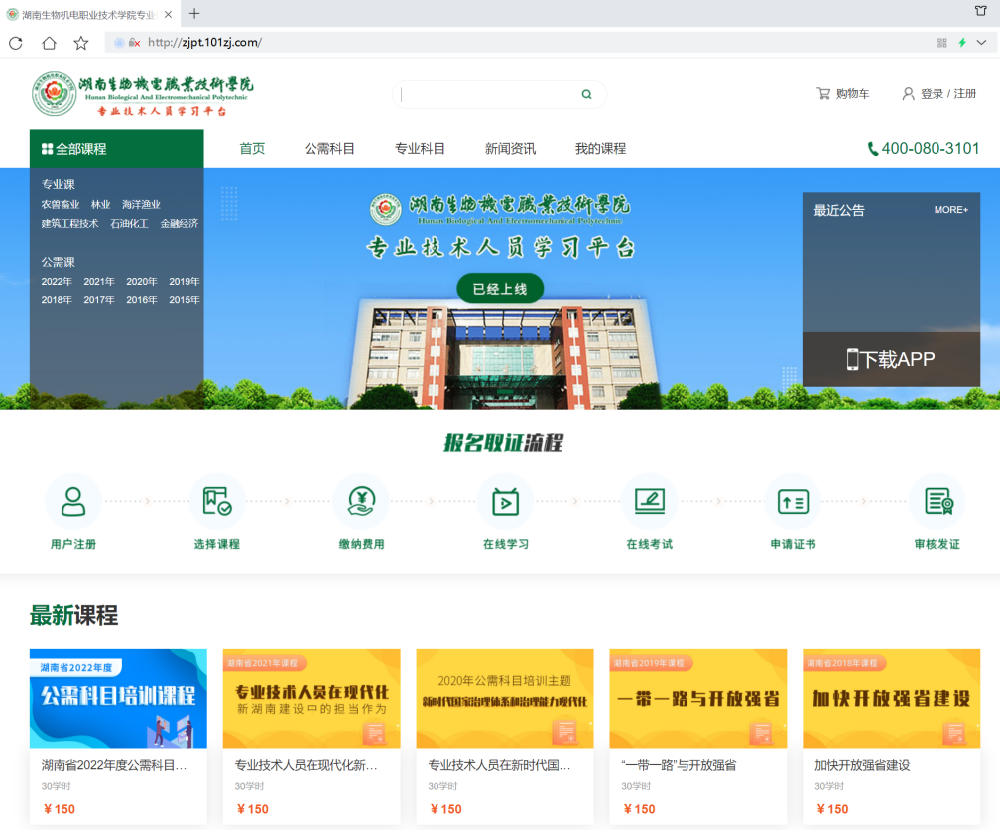 湖南生物机电职业技术学院专业
http://zjpt.101zj.com/
湖南生物機電職業技術學院
Hunan Biological And Electromechanical Polytechnic
专业技术人员学习平台
购物车
登录 / 注册
全部课程
首页
公需科目
专业科目
新闻资讯
我的课程
400-080-3101
专业课
农兽畜业 林业 海洋渔业
建筑工程技术 石油化工 金融经济
公需课
2022年 2021年 2020年 2019年
2018年 2017年 2016年 2015年
湖南生物機電職業技術學院
Hunan Biological And Electromechanical Polytechnic
专业技术人员学习平台
已经上线
最近公告
MORE+
下载APP
报名取证流程
用户注册
选择课程
缴纳费用
在线学习
在线考试
申请证书
审核发证
最新课程
湖南省2022年度
公需科目培训课程
湖南省2022年度公需科目...
30学时
¥150
湖南省2021年课程
专业技术人员在现代化
新湖南建设中的担当作为
专业技术人员在现代化新...
30学时
¥150
2020年公需科目培训主题
新时代国家治理体系和治理能力现代化
专业技术人员在新时代国...
30学时
¥150
湖南省2019年课程
一带一路与开放强省
“一带一路”与开放强省
30学时
¥150
湖南省2018年课程
加快开放强省建设
加快开放强省建设
30学时
¥150